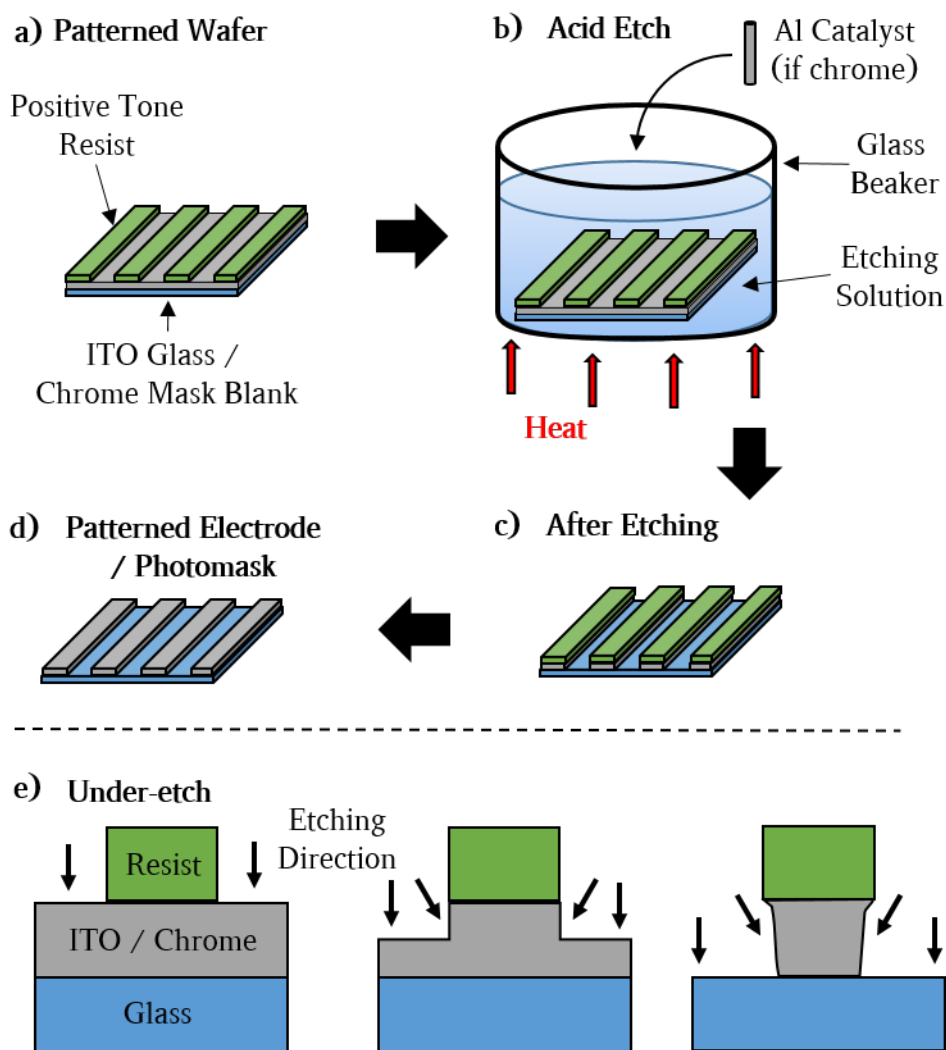 a) Patterned Wafer
Positive Tone
Resist
ITO Glass /
Chrome Mask Blank
b) Acid Etch
Al Catalyst
(if chrome)
Glass
Beaker
Etching
Solution
Heat
c) After Etching
d) Patterned Electrode
/ Photomask
e) Under-etch
Resist
ITO / Chrome
Glass
Etching
Direction